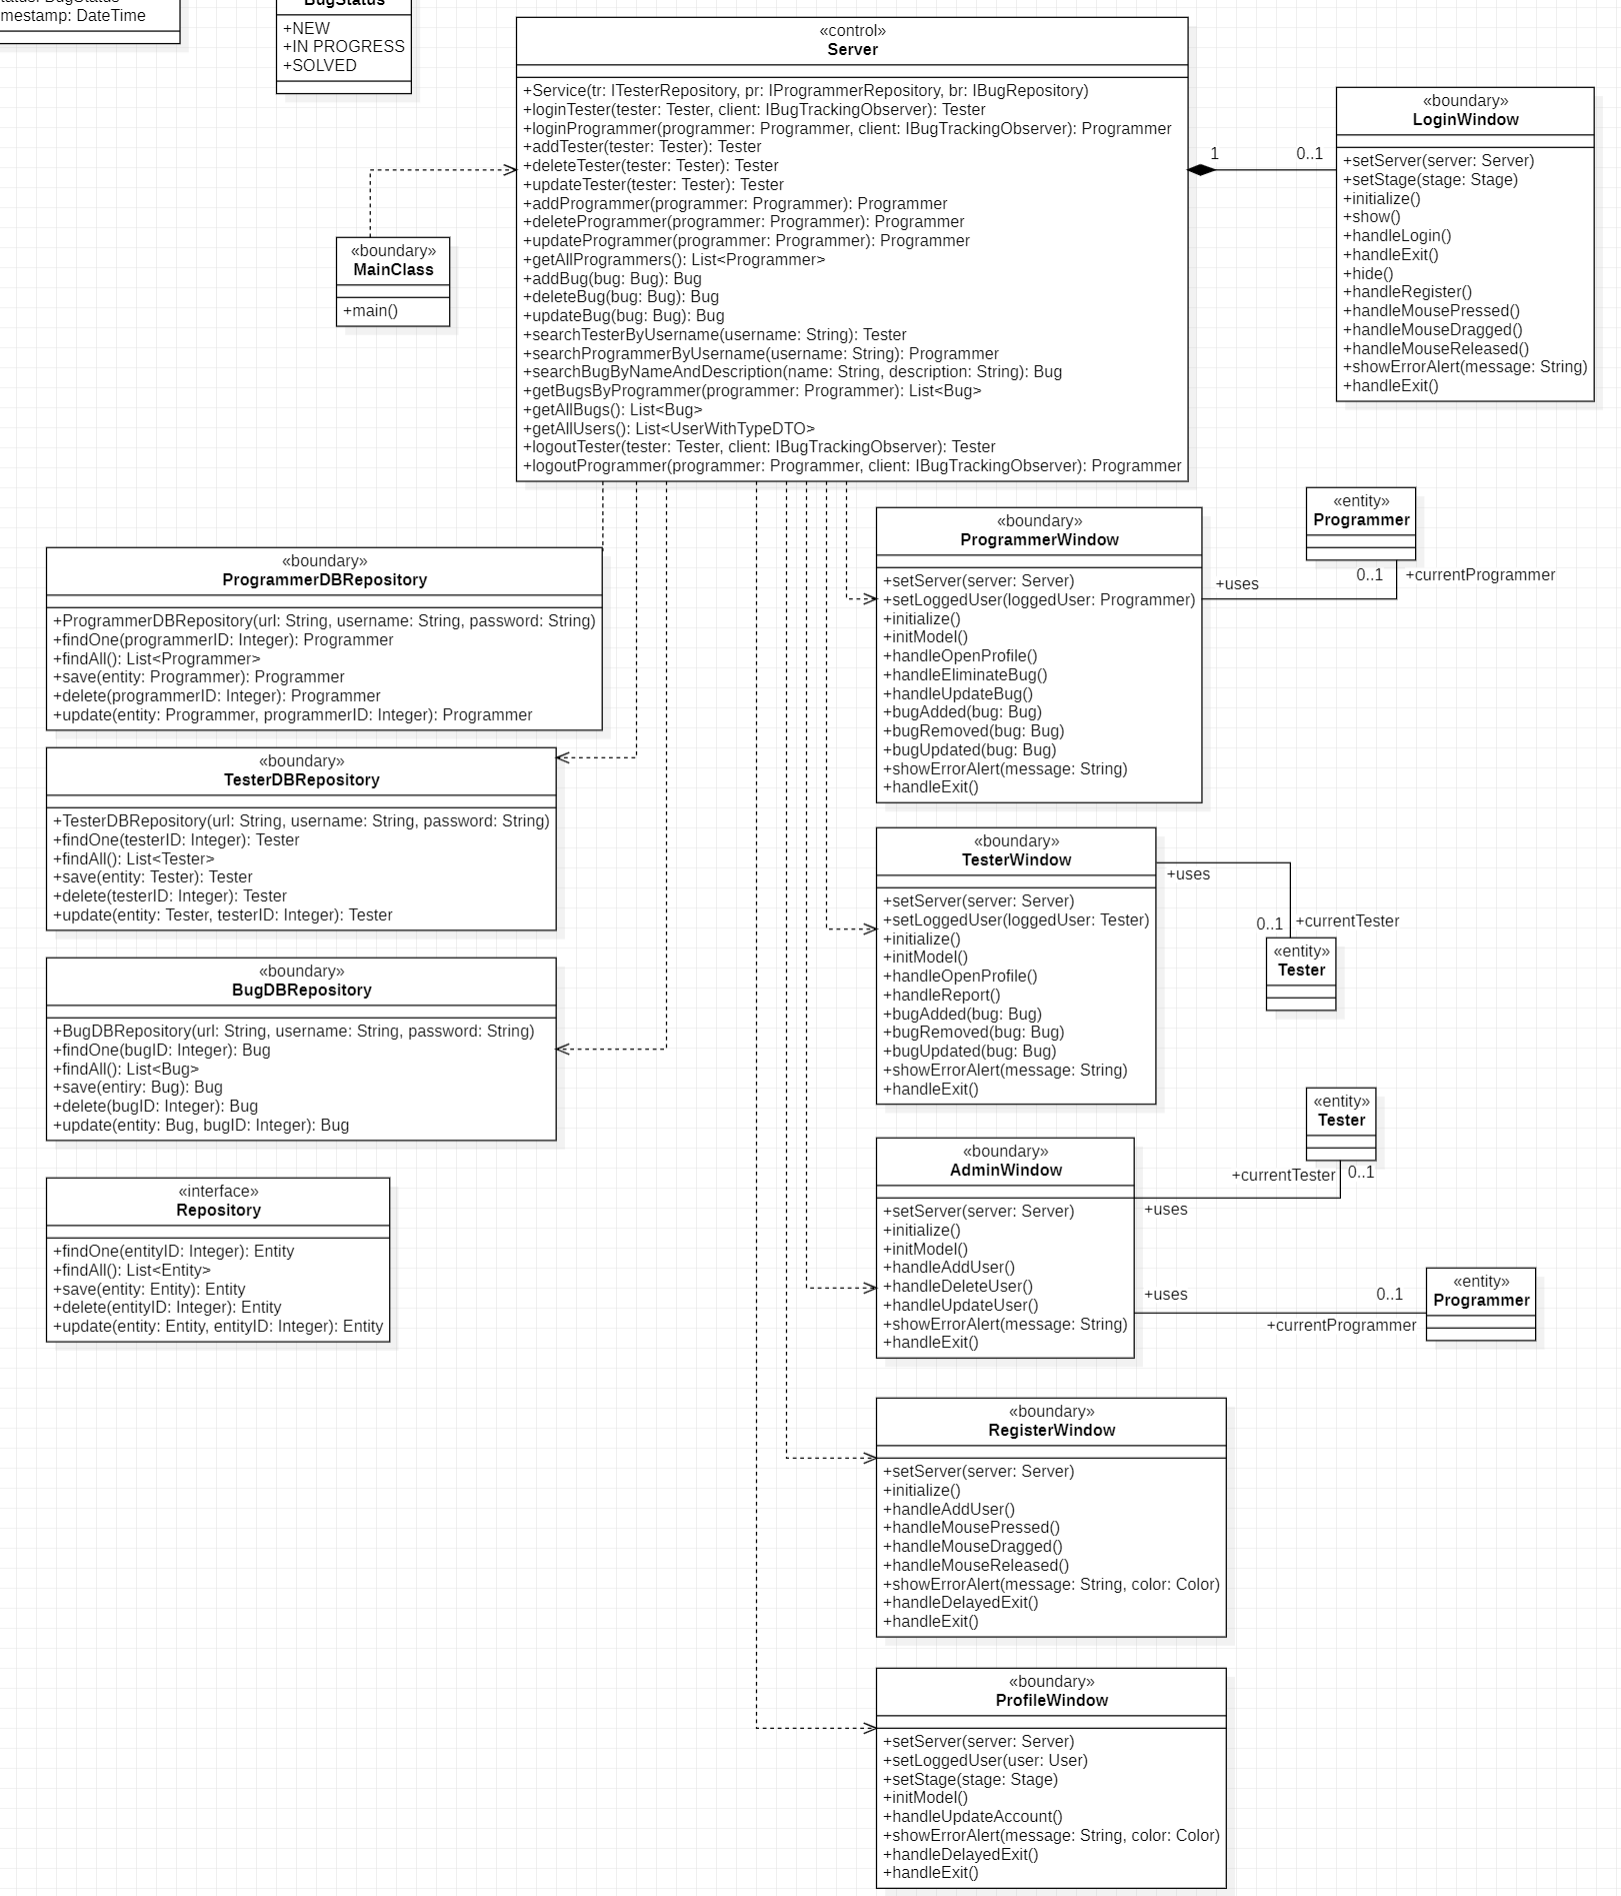 mestamp: DateTime
BugStatus
+NEW
+IN PROGRESS
+SOLVED
«control»
Server
+Service(tr: ITesterRepository, pr: IProgrammerRepository, br: IBugRepository)
+loginTester(tester: Tester, client: IBugTrackingObserver): Tester
+loginProgrammer(programmer: Programmer, client: IBugTrackingObserver): Programmer
+addTester(tester: Tester): Tester
+deleteTester(tester: Tester): Tester
+updateTester(tester: Tester): Tester
+addProgrammer(programmer: Programmer): Programmer
+deleteProgrammer(programmer: Programmer): Programmer
+updateProgrammer(programmer: Programmer): Programmer
+getAllProgrammers(): List<Programmer>
+addBug(bug: Bug): Bug
+deleteBug(bug: Bug): Bug
+updateBug(bug: Bug): Bug
+searchTesterByUsername(username: String): Tester
+searchProgrammerByUsername(username: String): Programmer
+searchBugByNameAndDescription(name: String, description: String): Bug
+getBugsByProgrammer(programmer: Programmer): List<Bug>
+getAllBugs(): List<Bug>
+getAllUsers(): List<UserWithTypeDTO>
+logoutTester(tester: Tester, client: IBugTrackingObserver): Tester
+logoutProgrammer(programmer: Programmer, client: IBugTrackingObserver): Programmer
1
0..1
«boundary»
LoginWindow
+setServer(server: Server)
+setStage(stage: Stage)
+initialize()
+show()
+handleLogin()
+handleExit()
+hide()
+handleRegister()
+handleMousePressed()
+handleMouseDragged()
+handleMouseReleased()
+showErrorAlert(message: String)
+handleExit()
«boundary»
MainClass
+main()
«boundary»
ProgrammerDBRepository
+ProgrammerDBRepository(url: String, username: String, password: String)
+findOne(programmerID: Integer): Programmer
+findAll(): List<Programmer>
+save(entity: Programmer): Programmer
+delete(programmerID: Integer): Programmer
+update(entity: Programmer, programmerID: Integer): Programmer
«boundary»
TesterDBRepository
+TesterDBRepository(url: String, username: String, password: String)
+findOne(testerID: Integer): Tester
+findAll(): List<Tester>
+save(entity: Tester): Tester
+delete(testerID: Integer): Tester
+update(entity: Tester, testerID: Integer): Tester
«boundary»
BugDBRepository
+BugDBRepository(url: String, username: String, password: String)
+findOne(bugID: Integer): Bug
+findAll(): List<Bug>
+save(entiry: Bug): Bug
+delete(bugID: Integer): Bug
+update(entity: Bug, bugID: Integer): Bug
«interface»
Repository
+findOne(entityID: Integer): Entity
+findAll(): List<Entity>
+save(entity: Entity): Entity
+delete(entityID: Integer): Entity
+update(entity: Entity, entityID: Integer): Entity
«boundary»
ProgrammerWindow
+setServer(server: Server)
+setLoggedUser(loggedUser: Programmer)
+initialize()
+initModel()
+handleOpenProfile()
+handleEliminateBug()
+handleUpdateBug()
+bugAdded(bug: Bug)
+bugRemoved(bug: Bug)
+bugUpdated(bug: Bug)
+showErrorAlert(message: String)
+handleExit()
+uses
0..1
+currentProgrammer
«entity»
Programmer
«boundary»
TesterWindow
+setServer(server: Server)
+setLoggedUser(loggedUser: Tester)
+initialize()
+initModel()
+handleOpenProfile()
+handleReport()
+bugAdded(bug: Bug)
+bugRemoved(bug: Bug)
+bugUpdated(bug: Bug)
+showErrorAlert(message: String)
+handleExit()
+uses
0..1
+currentTester
«entity»
Tester
«boundary»
AdminWindow
+setServer(server: Server)
+initialize()
+initModel()
+handleAddUser()
+handleDeleteUser()
+handleUpdateUser()
+showErrorAlert(message: String)
+handleExit()
«entity»
Tester
+currentTester
0..1
+uses
+uses
0..1
+currentProgrammer
«entity»
Programmer
«boundary»
RegisterWindow
+setServer(server: Server)
+initialize()
+handleAddUser()
+handleMousePressed()
+handleMouseDragged()
+handleMouseReleased()
+showErrorAlert(message: String, color: Color)
+handleDelayedExit()
+handleExit()
«boundary»
ProfileWindow
+setServer(server: Server)
+setLoggedUser(user: User)
+setStage(stage: Stage)
+initModel()
+handleUpdateAccount()
+showErrorAlert(message: String, color: Color)
+handleDelayedExit()
+handleExit()